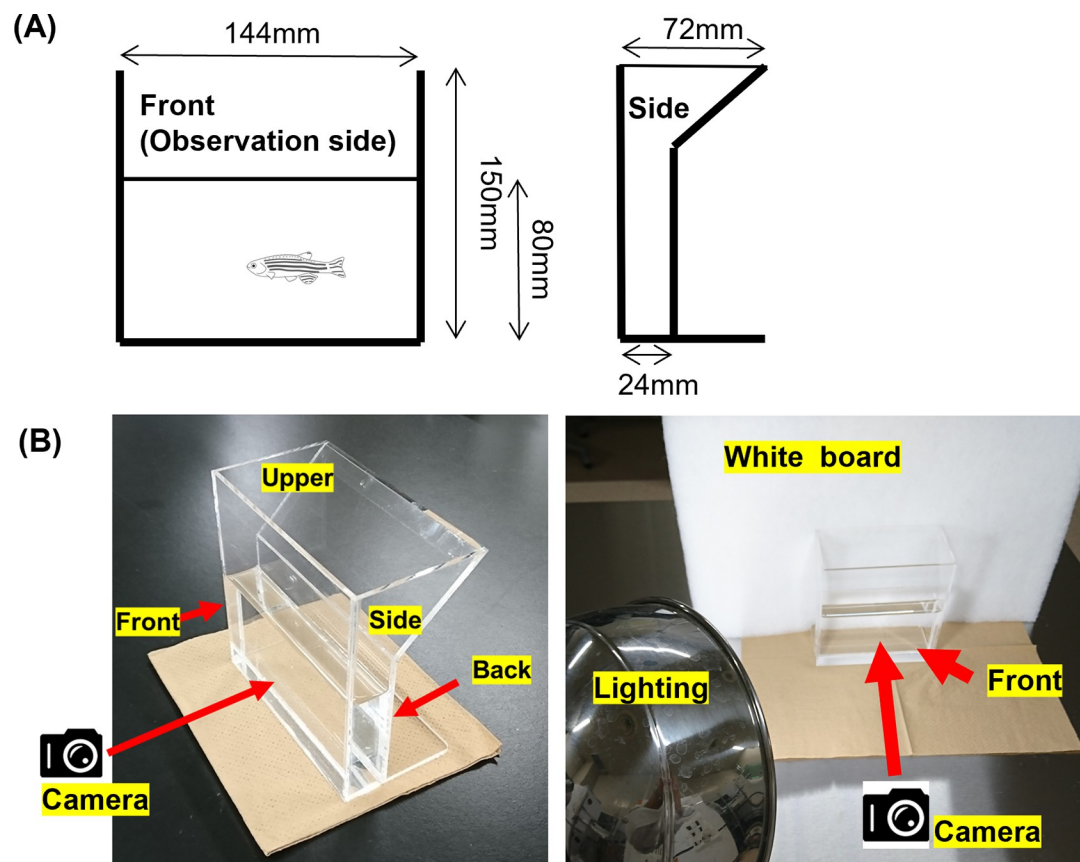 (A)
144mm
Front
(Observation side)
150mm
80mm
72mm
Side
24mm
(B)
Upper
Front
Side
Back
Camera
White board
Lighting
Front
Camera